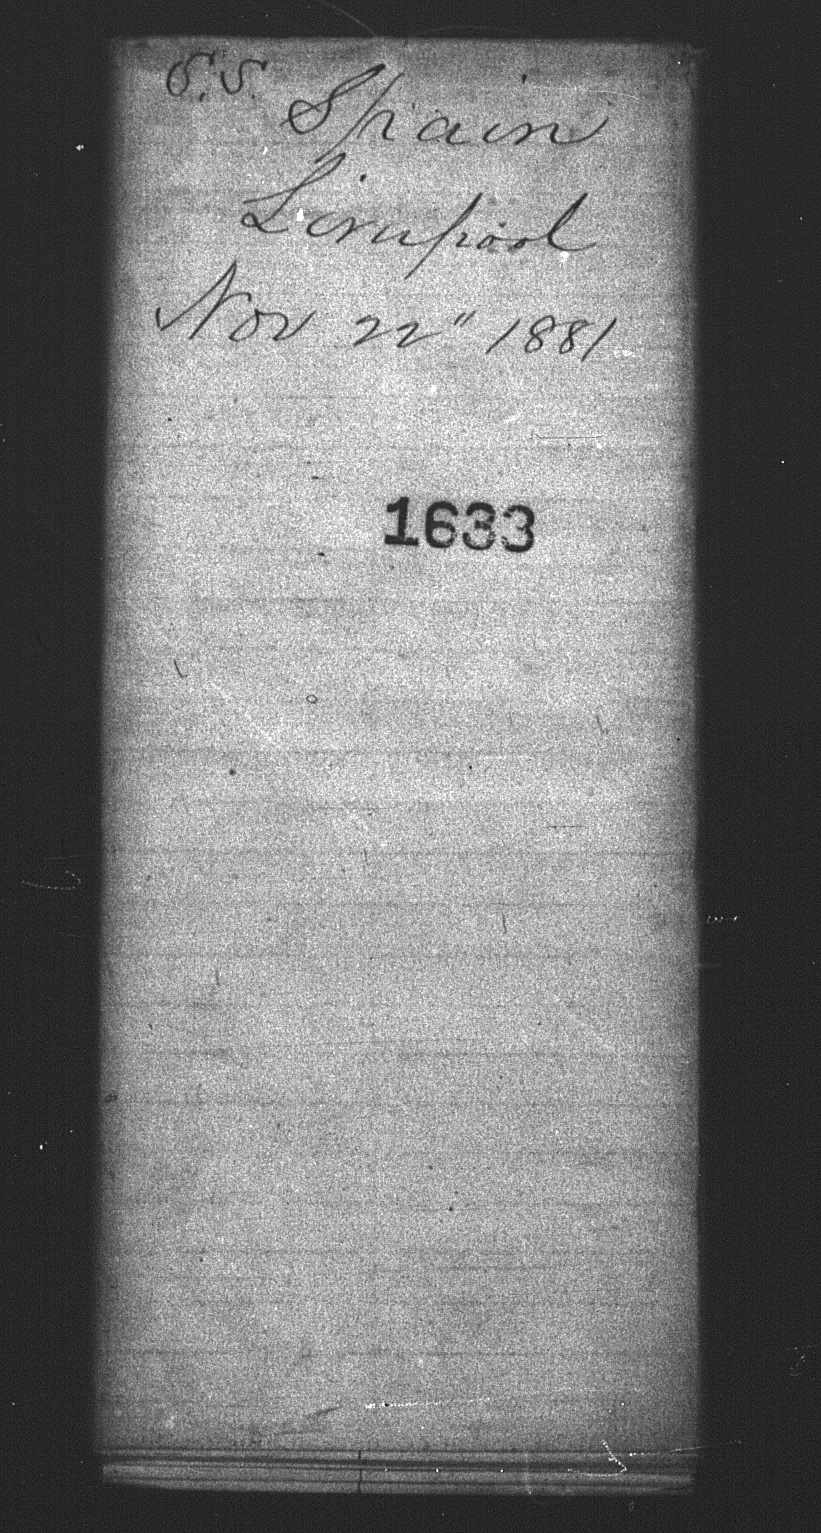 S.S. Spain
Liverpool
Nov 22" 1881
1633